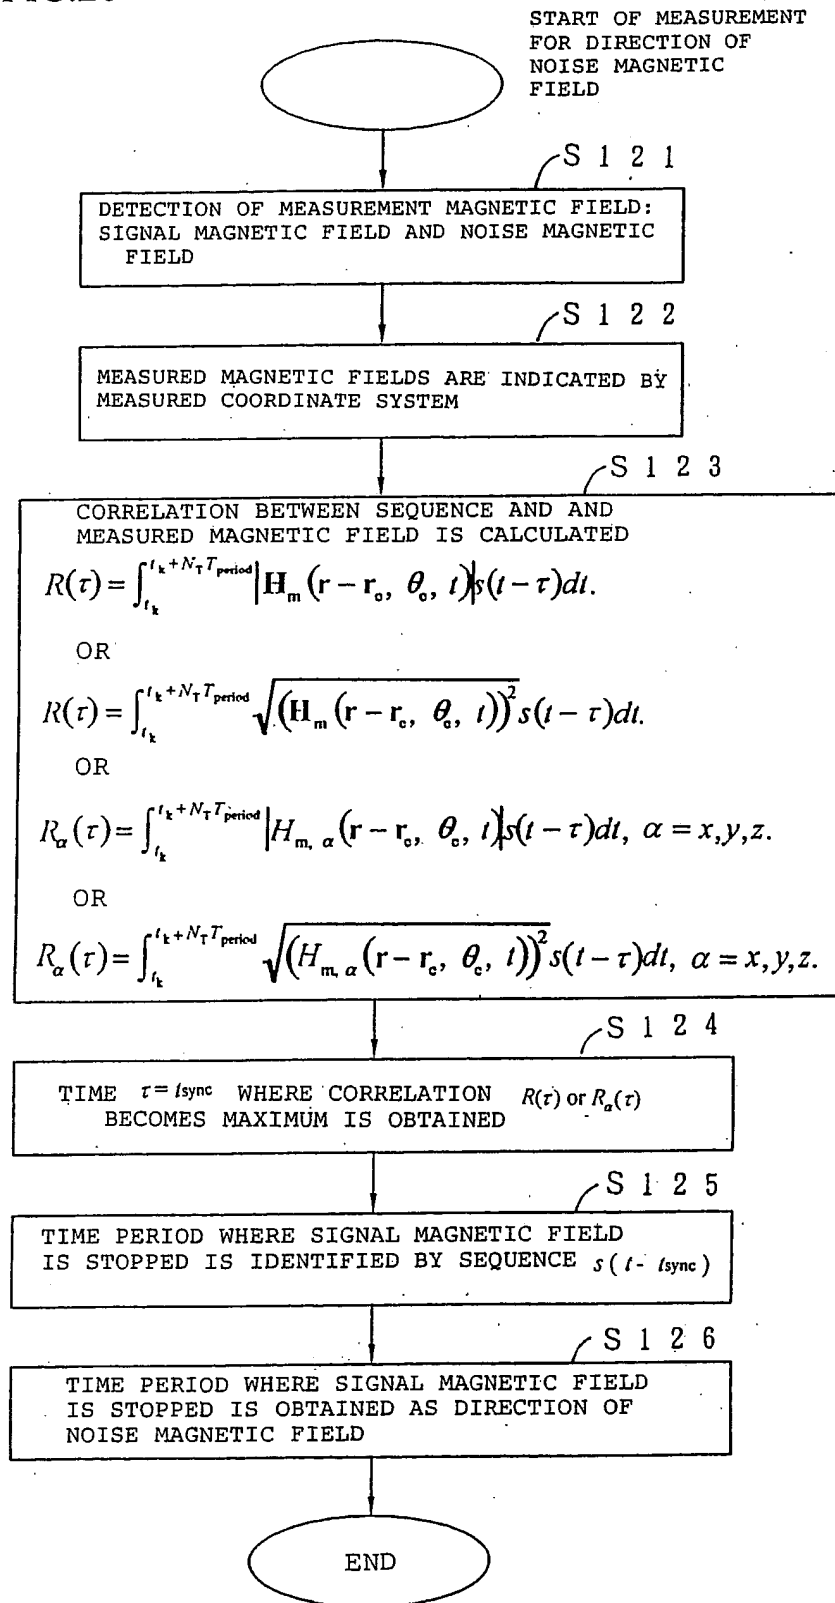 START OF MEASUREMENT
FOR DIRECTION OF
NOISE MAGNETIC
FIELD
S 1 2 1
DETECTION OF MEASUREMENT MAGNETIC FIELD:
SIGNAL MAGNETIC FIELD AND NOISE MAGNETIC
FIELD
S 1 2 2
MEASURED MAGNETIC FIELDS ARE INDICATED BY
MEASURED COORDINATE SYSTEM
S 1 2 3
CORRELATION BETWEEN SEQUENCE AND AND
MEASURED MAGNETIC FIELD IS CALCULATED
R(τ) = ∫_{t_k}^{t_k + N_T T_period} |H_m (r − r_c, θ_c, t)| s(t − τ)dt.
OR
R(τ) = ∫_{t_k}^{t_k + N_T T_period} √((H_m (r − r_c, θ_c, t))²) s(t − τ)dt.
OR
R_α(τ) = ∫_{t_k}^{t_k + N_T T_period} |H_{m, α} (r − r_c, θ_c, t)| s(t − τ)dt, α = x,y,z.
OR
R_α(τ) = ∫_{t_k}^{t_k + N_T T_period} √((H_{m, α} (r − r_c, θ_c, t))²) s(t − τ)dt, α = x,y,z.
S 1 2 4
TIME τ = t_sync WHERE CORRELATION R(τ) or R_α(τ)
BECOMES MAXIMUM IS OBTAINED
S 1 2 5
TIME PERIOD WHERE SIGNAL MAGNETIC FIELD
IS STOPPED IS IDENTIFIED BY SEQUENCE s(t - t_sync)
S 1 2 6
TIME PERIOD WHERE SIGNAL MAGNETIC FIELD
IS STOPPED IS OBTAINED AS DIRECTION OF
NOISE MAGNETIC FIELD
END